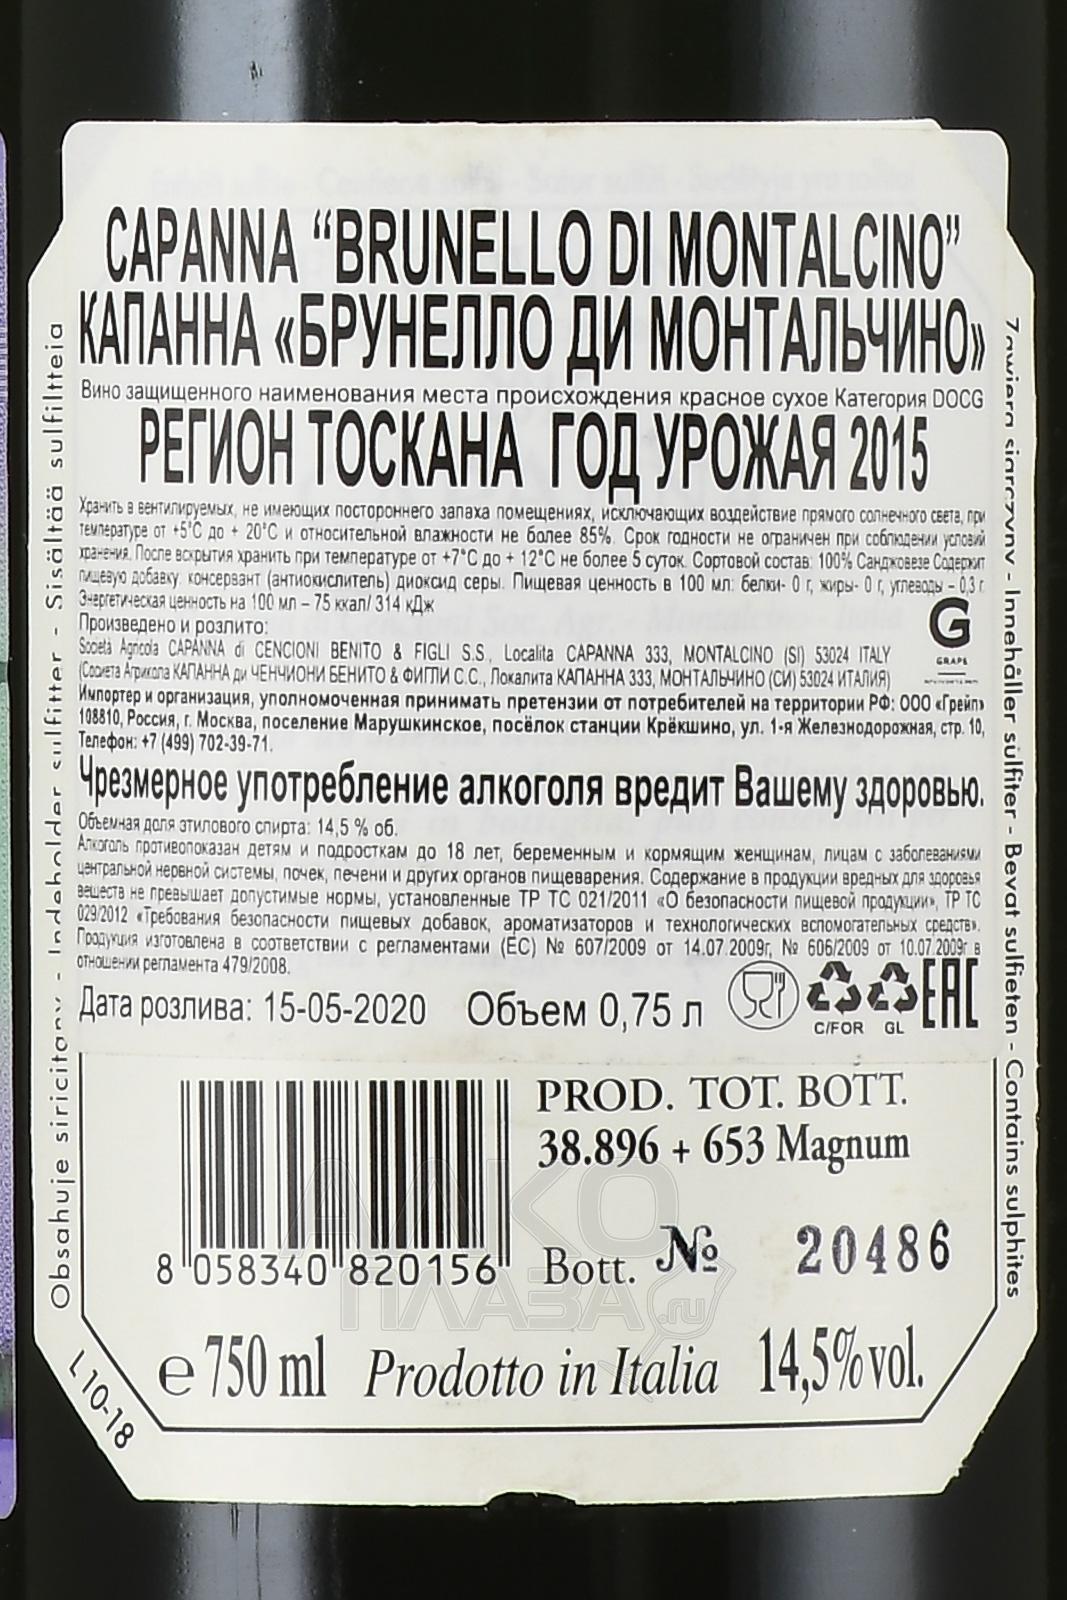 CAPANNA “BRUNELLO DI MONTALCINO”
КАПАННА «БРУНЕЛЛО ДИ МОНТАЛЬЧИНО»
Вино защищенного наименования места происхождения красное сухое Категория DOCG
РЕГИОН ТОСКАНА ГОД УРОЖАЯ 2015
Хранить в вентилируемых, не имеющих постороннего запаха помещениях, исключающих воздействие прямого солнечного света, при
температуре от +5°С до + 20°С и относительной влажности не более 85%. Срок годности не ограничен при соблюдении условий
хранения. После вскрытия хранить при температуре от +7°С до + 12°С не более 5 суток. Сортовой состав: 100% Санджовезе Содержит
пищевую добавку: консервант (антиокислитель) диоксид серы. Пищевая ценность в 100 мл: белки- 0 г, жиры- 0 г, углеводы – 0,3 г.
Энергетическая ценность на 100 мл – 75 ккал/ 314 кДж
Произведено и розлито:
Società Agricola CAPANNA di CENCIONI BENITO & FIGLI S.S., Localita CAPANNA 333, MONTALCINO (SI) 53024 ITALY
(Сосиета Агрикола КАПАННА ди ЧЕНЧИОНИ БЕНИТО & ФИГЛИ С.С., Локалита КАПАННА 333, МОНТАЛЬЧИНО (СИ) 53024 ИТАЛИЯ)
G
GRAPE
Импортер и организация, уполномоченная принимать претензии от потребителей на территории РФ: ООО «Грейп»
108810, Россия, г. Москва, поселение Марушкинское, посёлок станции Крёкшино, ул. 1-я Железнодорожная, стр. 10,
Телефон: +7 (499) 702-39-71.
Чрезмерное употребление алкоголя вредит Вашему здоровью.
Объемная доля этилового спирта: 14,5 % об.
Алкоголь противопоказан детям и подросткам до 18 лет, беременным и кормящим женщинам, лицам с заболеваниями
центральной нервной системы, почек, печени и других органов пищеварения. Содержание в продукции вредных для здоровья
веществ не превышает допустимые нормы, установленные ТР ТС 021/2011 «О безопасности пищевой продукции», ТР ТС
029/2012 «Требования безопасности пищевых добавок, ароматизаторов и технологических вспомогательных средств».
Продукция изготовлена в соответствии с регламентами (ЕС) № 607/2009 от 14.07.2009г, № 606/2009 от 10.07.2009г в
отношении регламента 479/2008.
Дата розлива: 15-05-2020 Объем 0,75 л
C/FOR GL EAC
PROD. TOT. BOTT.
38.896 + 653 Magnum
8 058340 820156
Bott. № 20486
℮ 750 ml Prodotto in Italia 14,5% vol.
L 10-18
Obsahuje siricitany - Indeholder sulfitter - Sisältää sulfiitteja
Zawiera siarczyny - Innehåller sulfiter - Bevat sulfieten - Contains sulphites
АЛКО
ПЛАЗА.ru